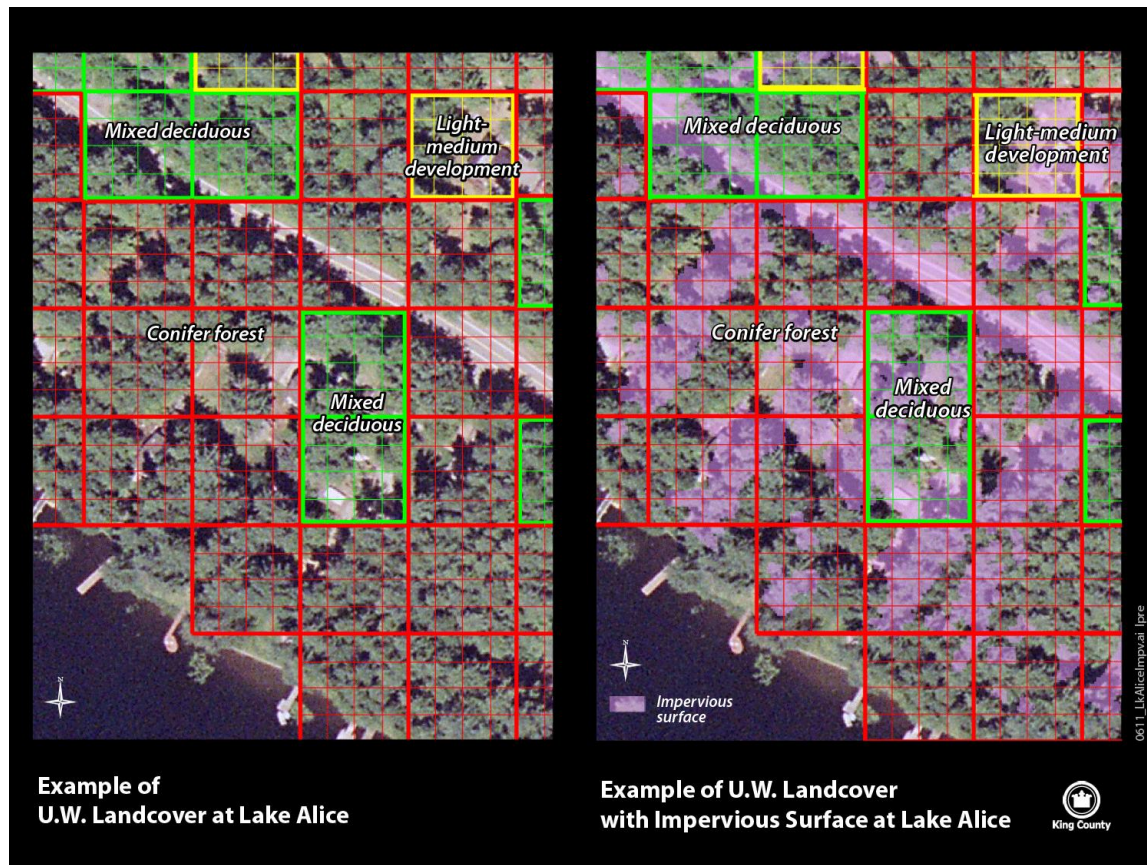 Mixed deciduous
Light-
medium
development
Conifer forest
Mixed
deciduous
N
Example of
U.W. Landcover at Lake Alice
Mixed deciduous
Light-medium
development
Conifer forest
Mixed
deciduous
N
Impervious
surface
Example of U.W. Landcover
with Impervious Surface at Lake Alice
King County
0611_LkAliceImpv.ai lpre